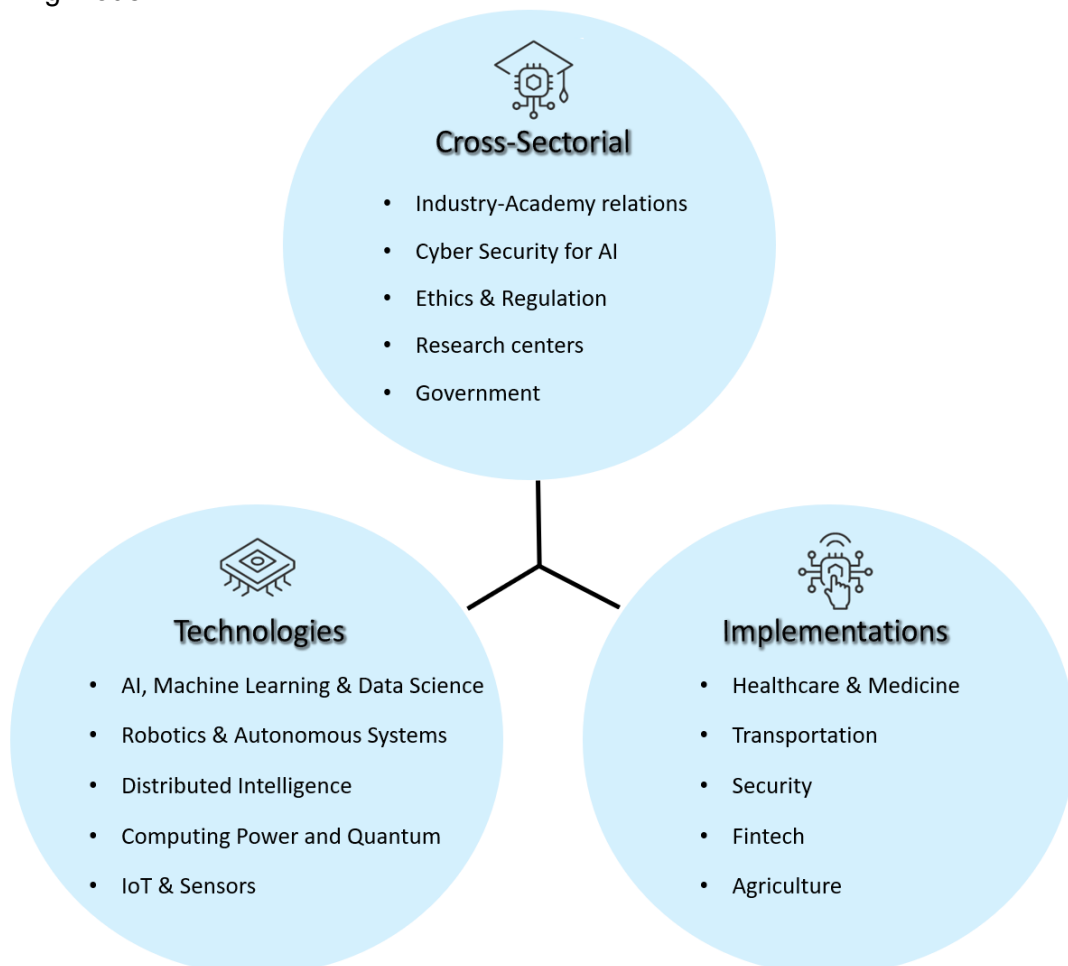 Cross-Sectorial
• Industry-Academy relations
• Cyber Security for AI
• Ethics & Regulation
• Research centers
• Government
Technologies
• AI, Machine Learning & Data Science
• Robotics & Autonomous Systems
• Distributed Intelligence
• Computing Power and Quantum
• IoT & Sensors
Implementations
• Healthcare & Medicine
• Transportation
• Security
• Fintech
• Agriculture